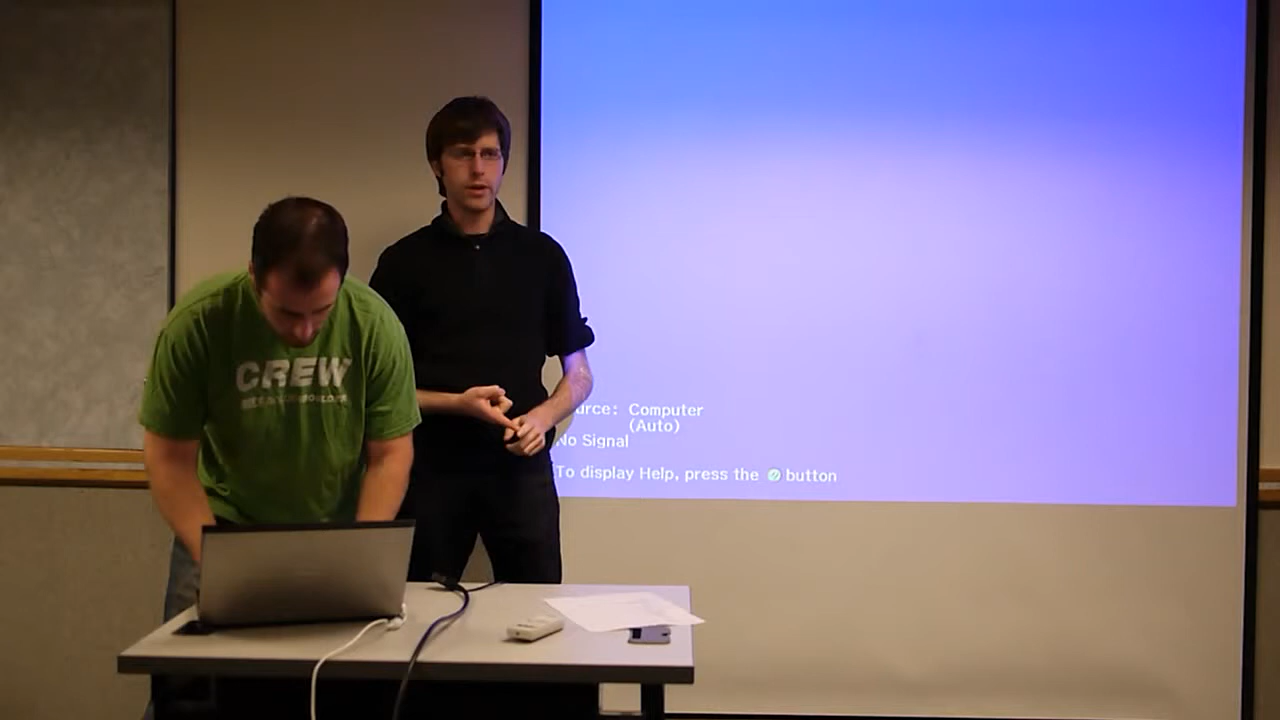 CREW
urce: Computer
(Auto)
No Signal
To display Help, press the button